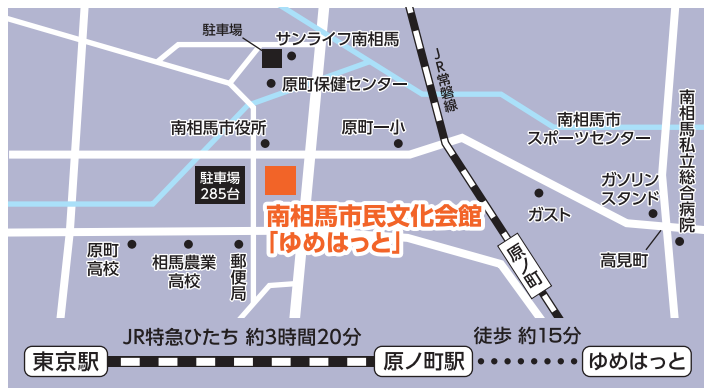 駐車場
サンライフ南相馬
原町保健センター
JR常磐線
南相馬市役所
原町一小
南相馬市
スポーツセンター
南相馬私立総合病院
駐車場
285台
ガソリン
スタンド
ガスト
南相馬市民文化会館
「ゆめはっと」
原町
高校
相馬農業
高校
郵便局
原ノ町
高見町
JR特急ひたち 約3時間20分
徒歩 約15分
東京駅
原ノ町駅
ゆめはっと